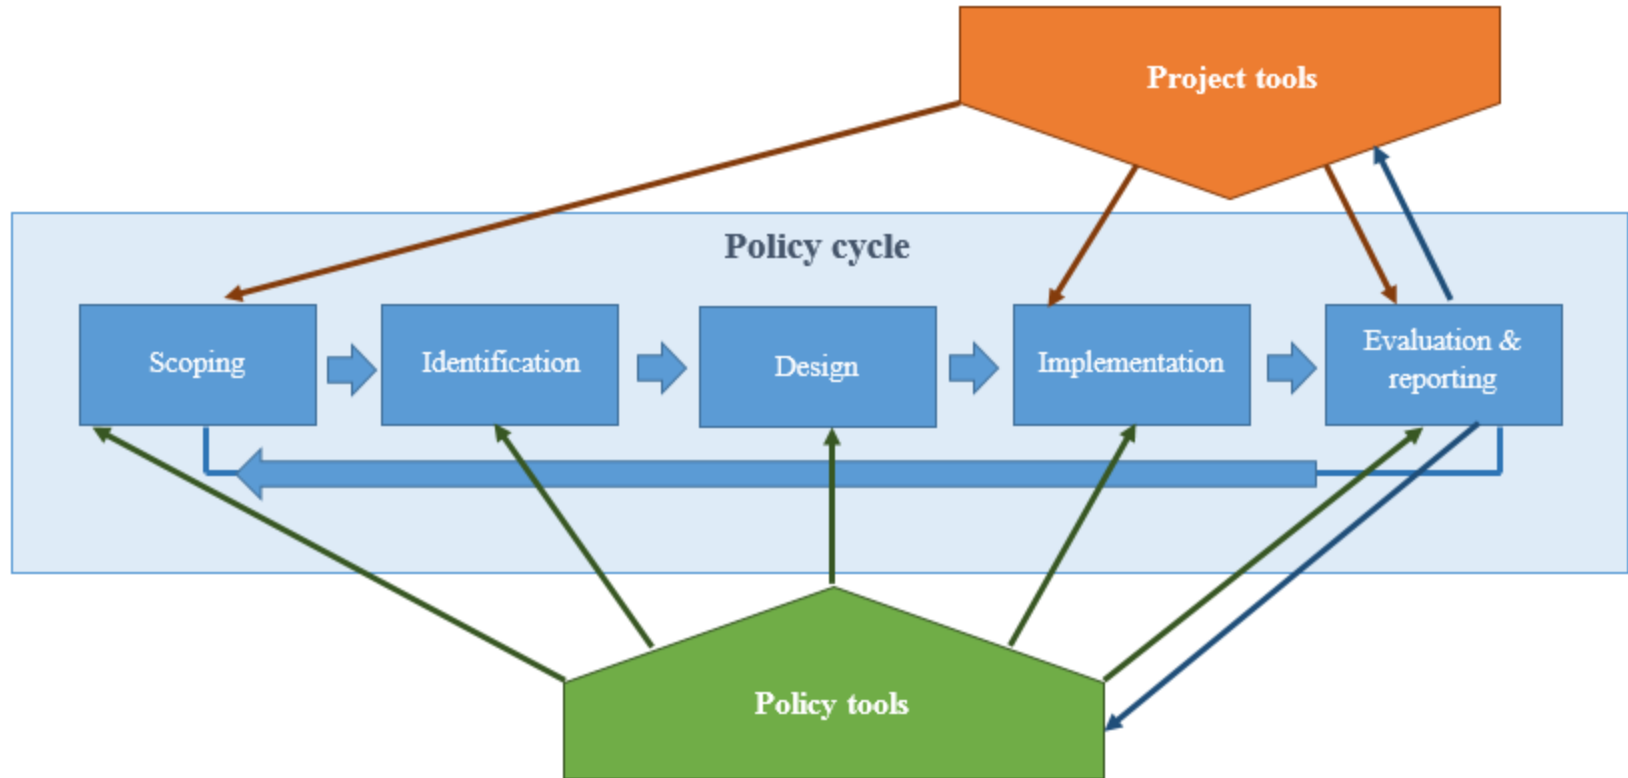 Project tools
Policy cycle
Scoping
Identification
Design
Implementation
Evaluation &
reporting
Policy tools